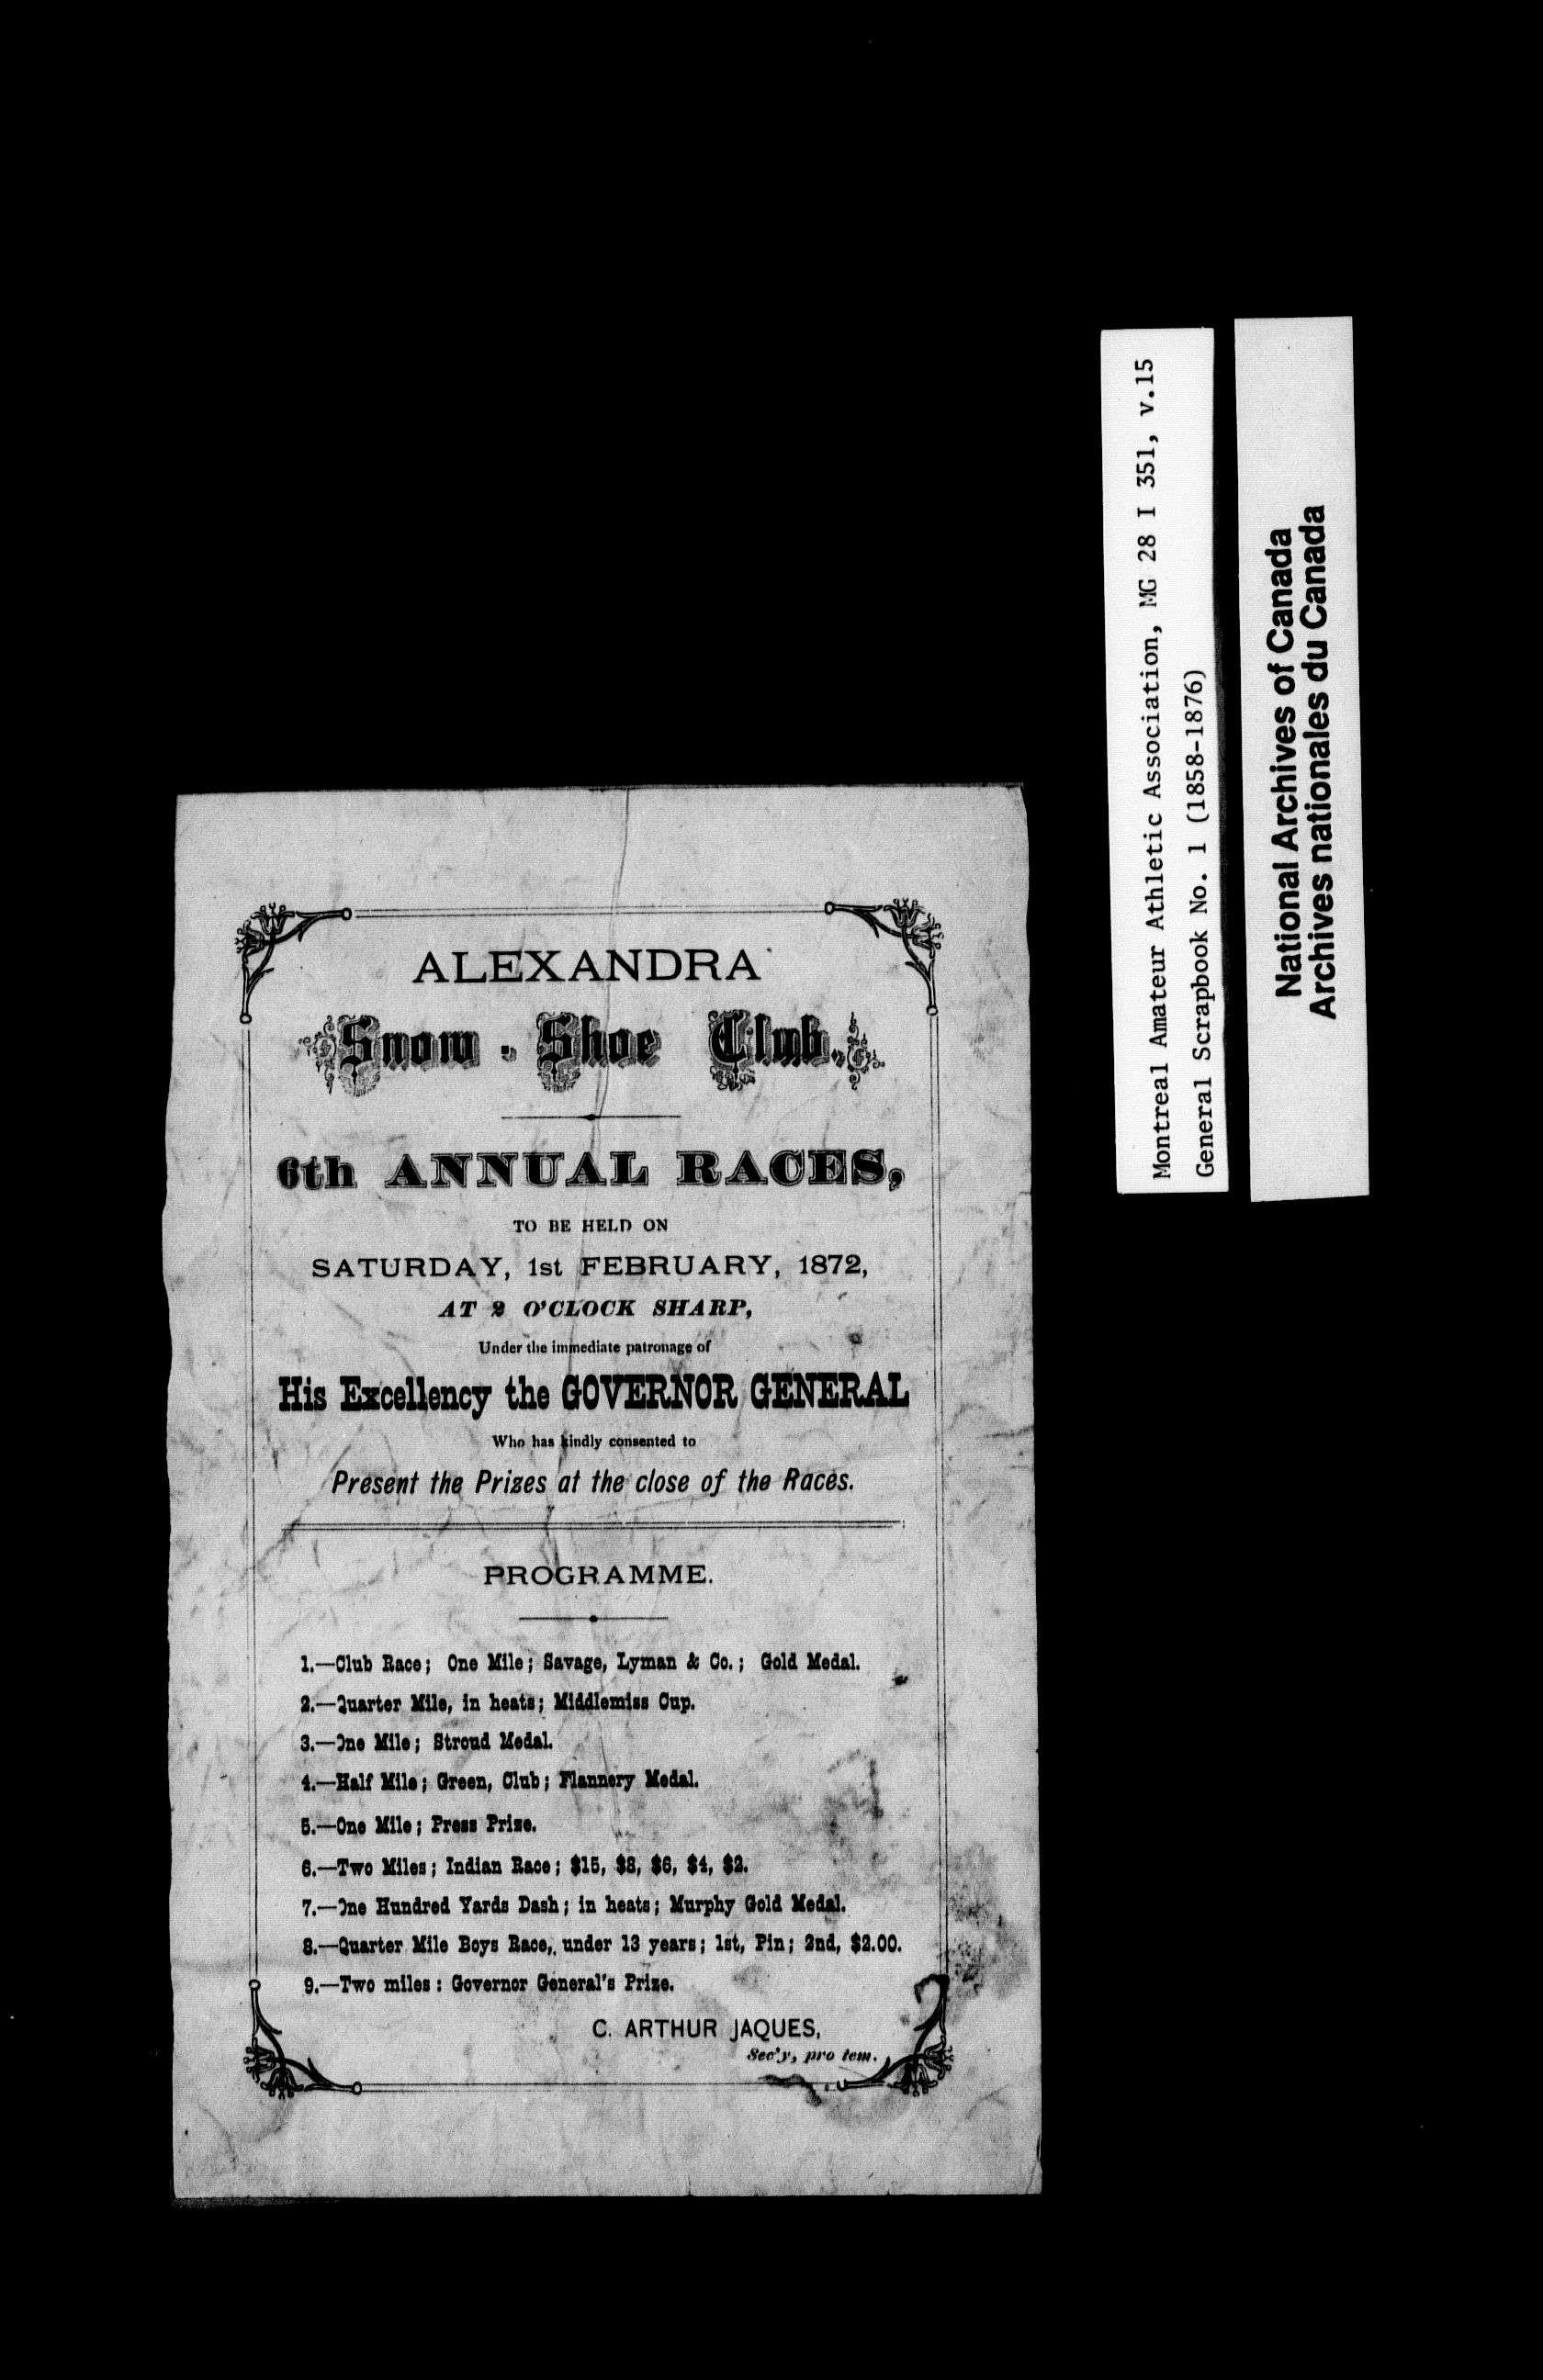 ALEXANDRA
Snow Shoe Club.
6th ANNUAL RACES,
TO BE HELD ON
SATURDAY, 1st FEBRUARY, 1872,
AT 2 O'CLOCK SHARP,
Under the immediate patronage of
His Excellency the GOVERNOR GENERAL
Who has kindly consented to
Present the Prizes at the close of the Races.
PROGRAMME.
1.—Club Race; One Mile; Savage, Lyman & Co.; Gold Medal.
2.—Quarter Mile, in heats; Middlemiss Cup.
3.—One Mile; Stroud Medal.
4.—Half Mile; Green, Club; Flannery Medal.
5.—One Mile; Press Prize.
6.—Two Miles; Indian Race; $15, $8, $6, $4, $2.
7.—One Hundred Yards Dash; in heats; Murphy Gold Medal.
8.—Quarter Mile Boys Race, under 13 years; 1st, Pin; 2nd, $2.00.
9.—Two miles: Governor General's Prize.
C. ARTHUR JAQUES,
Sec'y, pro tem.
Montreal Amateur Athletic Association, MG 28 I 351, v.15
General Scrapbook No. 1 (1858-1876)
National Archives of Canada
Archives nationales du Canada